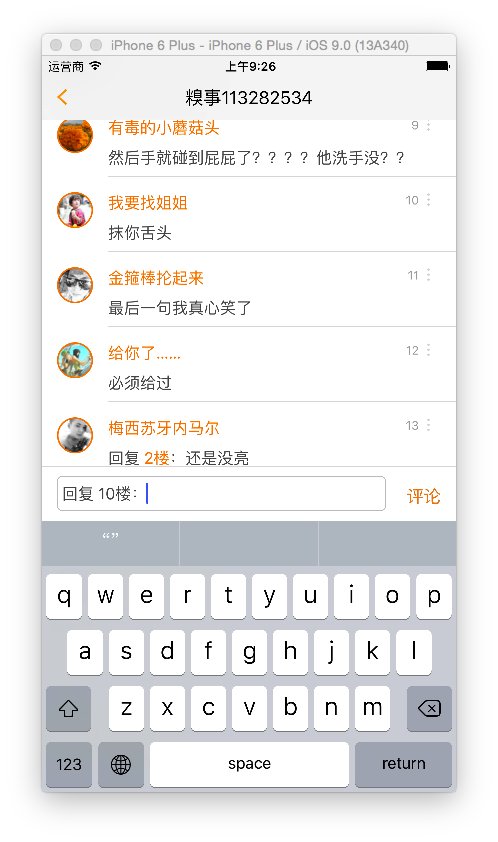 iPhone 6 Plus - iPhone 6 Plus / iOS 9.0 (13A340)
运营商 上午9:26
糗事113282534
有毒的小蘑菇头 9
然后手就碰到屁屁了？？？？他洗手没？？
我要找姐姐 10
抹你舌头
金箍棒抡起来 11
最后一句我真心笑了
给你了…… 12
必须给过
梅西苏牙内马尔 13
回复 2楼：还是没亮
回复 10楼： 评论
“”
q w e r t y u i o p
a s d f g h j k l
z x c v b n m
123 space return